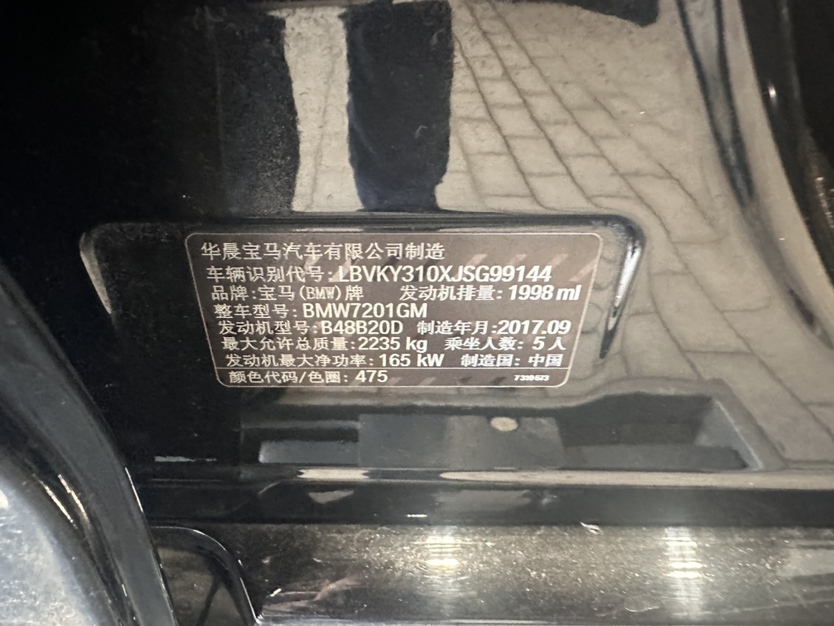 华晨宝马汽车有限公司制造
车辆识别代号: LBVKY310XJSG99144
品牌: 宝马(BMW)牌 发动机排量: 1998 ml
整车型号: BMW7201GM
发动机型号: B48B20D 制造年月: 2017.09
最大允许总质量: 2235 kg 乘坐人数: 5 人
发动机最大净功率: 165 kW 制造国: 中国
颜色代码/色圈: 475